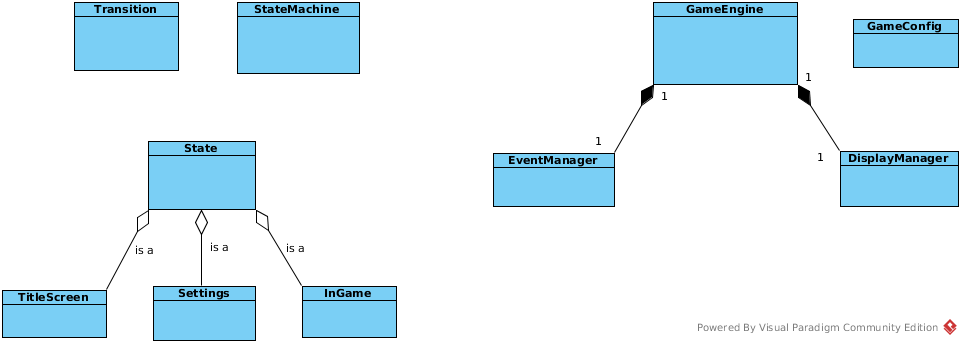 Transition
StateMachine
GameEngine
GameConfig
1
1
1
1
State
EventManager
DisplayManager
is a
is a
is a
TitleScreen
Settings
InGame
Powered By Visual Paradigm Community Edition